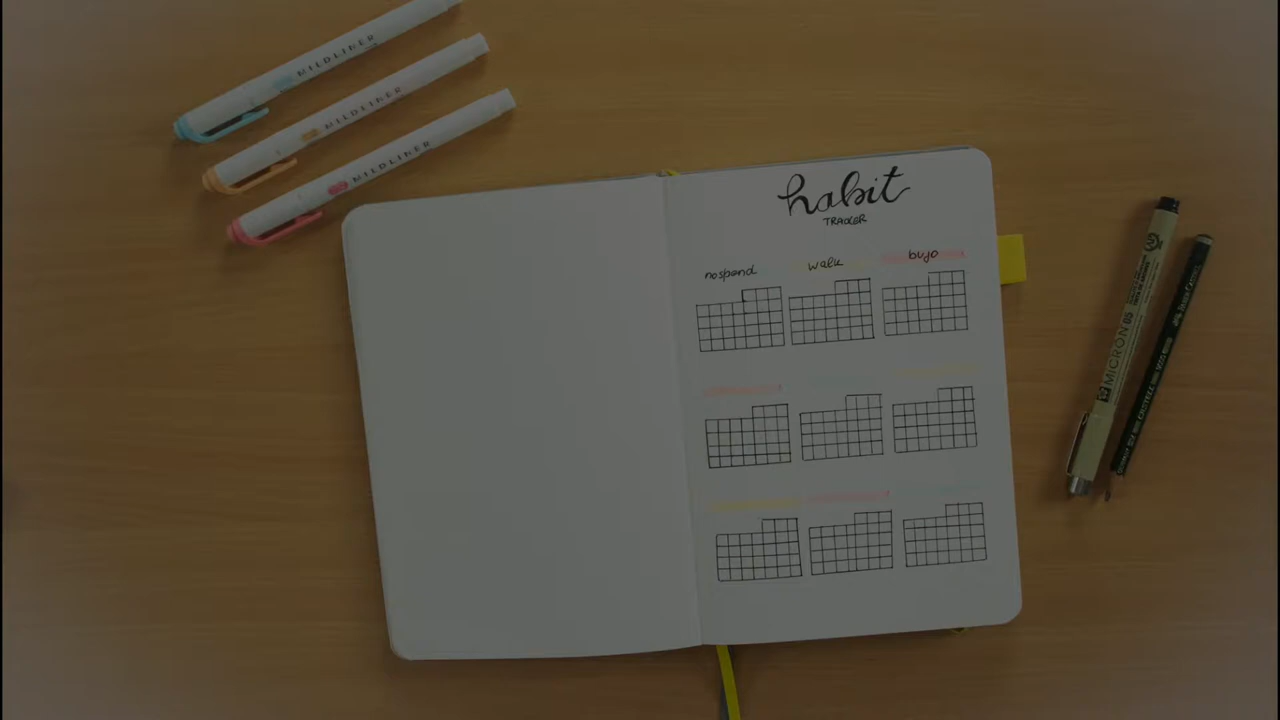 MILDLINER
MILDLINER
MILDLINER
habit
TRACKER
nospend
walk
bujo
MICRON 05